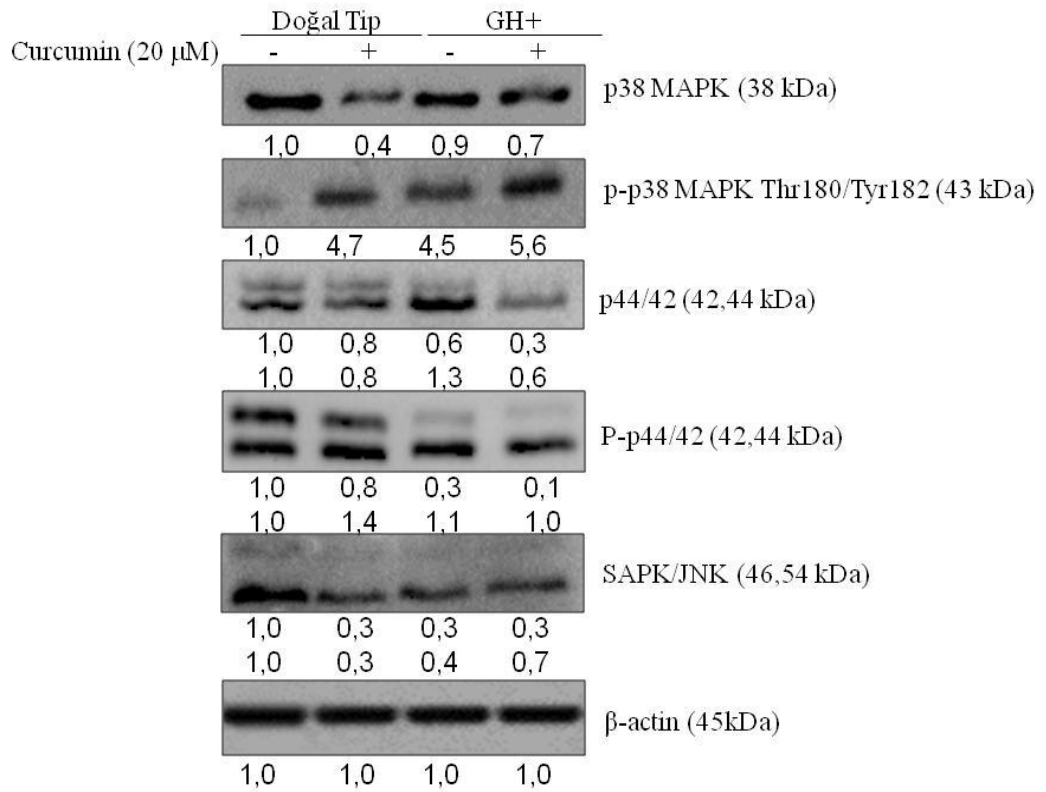 Doğal Tip GH+
Curcumin (20 µM) - + - +
p38 MAPK (38 kDa)
1,0 0,4 0,9 0,7
p-p38 MAPK Thr180/Tyr182 (43 kDa)
1,0 4,7 4,5 5,6
p44/42 (42,44 kDa)
1,0 0,8 0,6 0,3
1,0 0,8 1,3 0,6
P-p44/42 (42,44 kDa)
1,0 0,8 0,3 0,1
1,0 1,4 1,1 1,0
SAPK/JNK (46,54 kDa)
1,0 0,3 0,3 0,3
1,0 0,3 0,4 0,7
β-actin (45kDa)
1,0 1,0 1,0 1,0